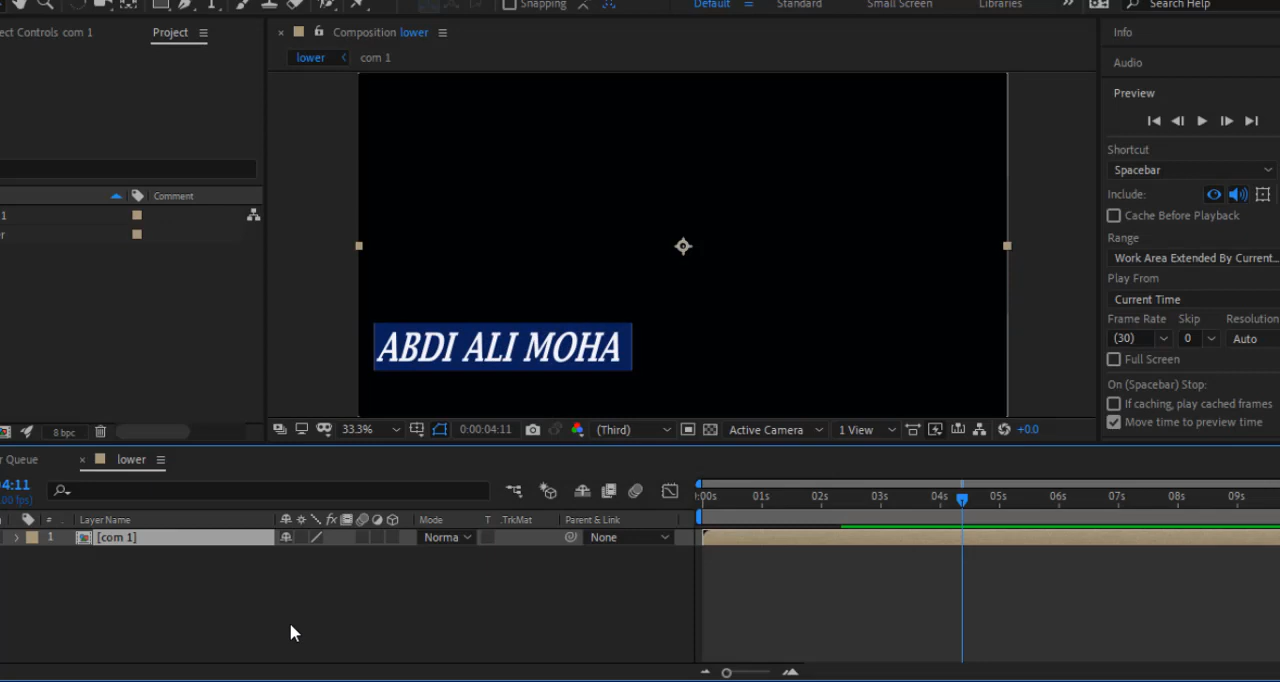 Snapping
Default
Standard
Small Screen
Libraries
»
Search Help
ect Controls com 1
Project
Composition lower
lower
com 1
Comment
1
r
ABDI ALI MOHA
8 bpc
33.3%
0:00:04:11
(Third)
Active Camera
1 View
+0.0
Info
Audio
Preview
Shortcut
Spacebar
Include:
Cache Before Playback
Range
Work Area Extended By Current...
Play From
Current Time
Frame Rate
Skip
Resolution
(30)
0
Auto
Full Screen
On (Spacebar) Stop:
If caching, play cached frames
Move time to preview time
r Queue
lower
4:11
00 fps)
#
Layer Name
Mode
T
.TrkMat
Parent & Link
1
[com 1]
Norma
None
:00s
01s
02s
03s
04s
05s
06s
07s
08s
09s